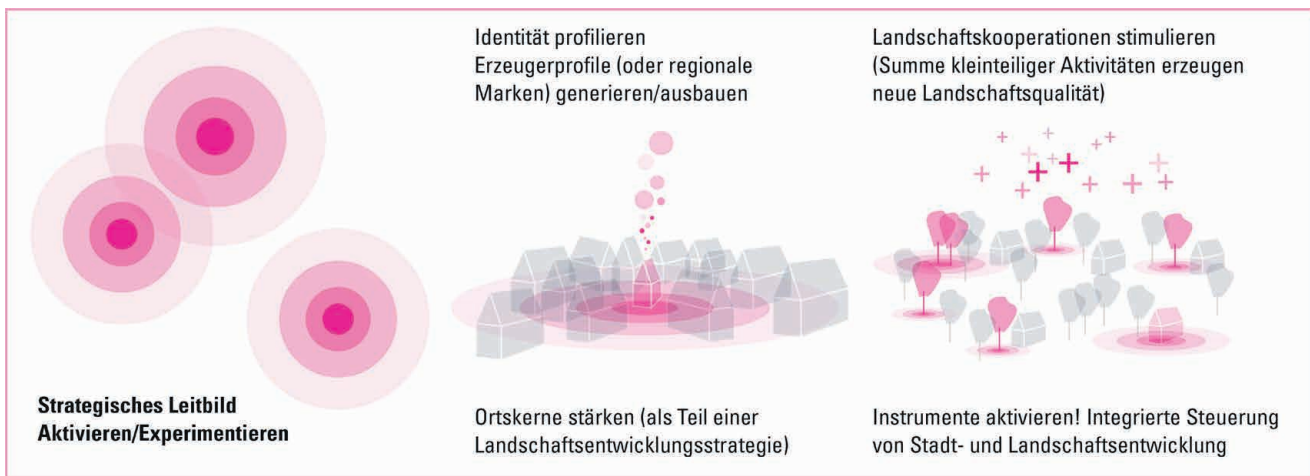 Identität profilieren
Erzeugerprofile (oder regionale
Marken) generieren/ausbauen
Landschaftskooperationen stimulieren
(Summe kleinteiliger Aktivitäten erzeugen
neue Landschaftsqualität)
Strategisches Leitbild
Aktivieren/Experimentieren
Ortskerne stärken (als Teil einer
Landschaftsentwicklungsstrategie)
Instrumente aktivieren! Integrierte Steuerung
von Stadt- und Landschaftsentwicklung